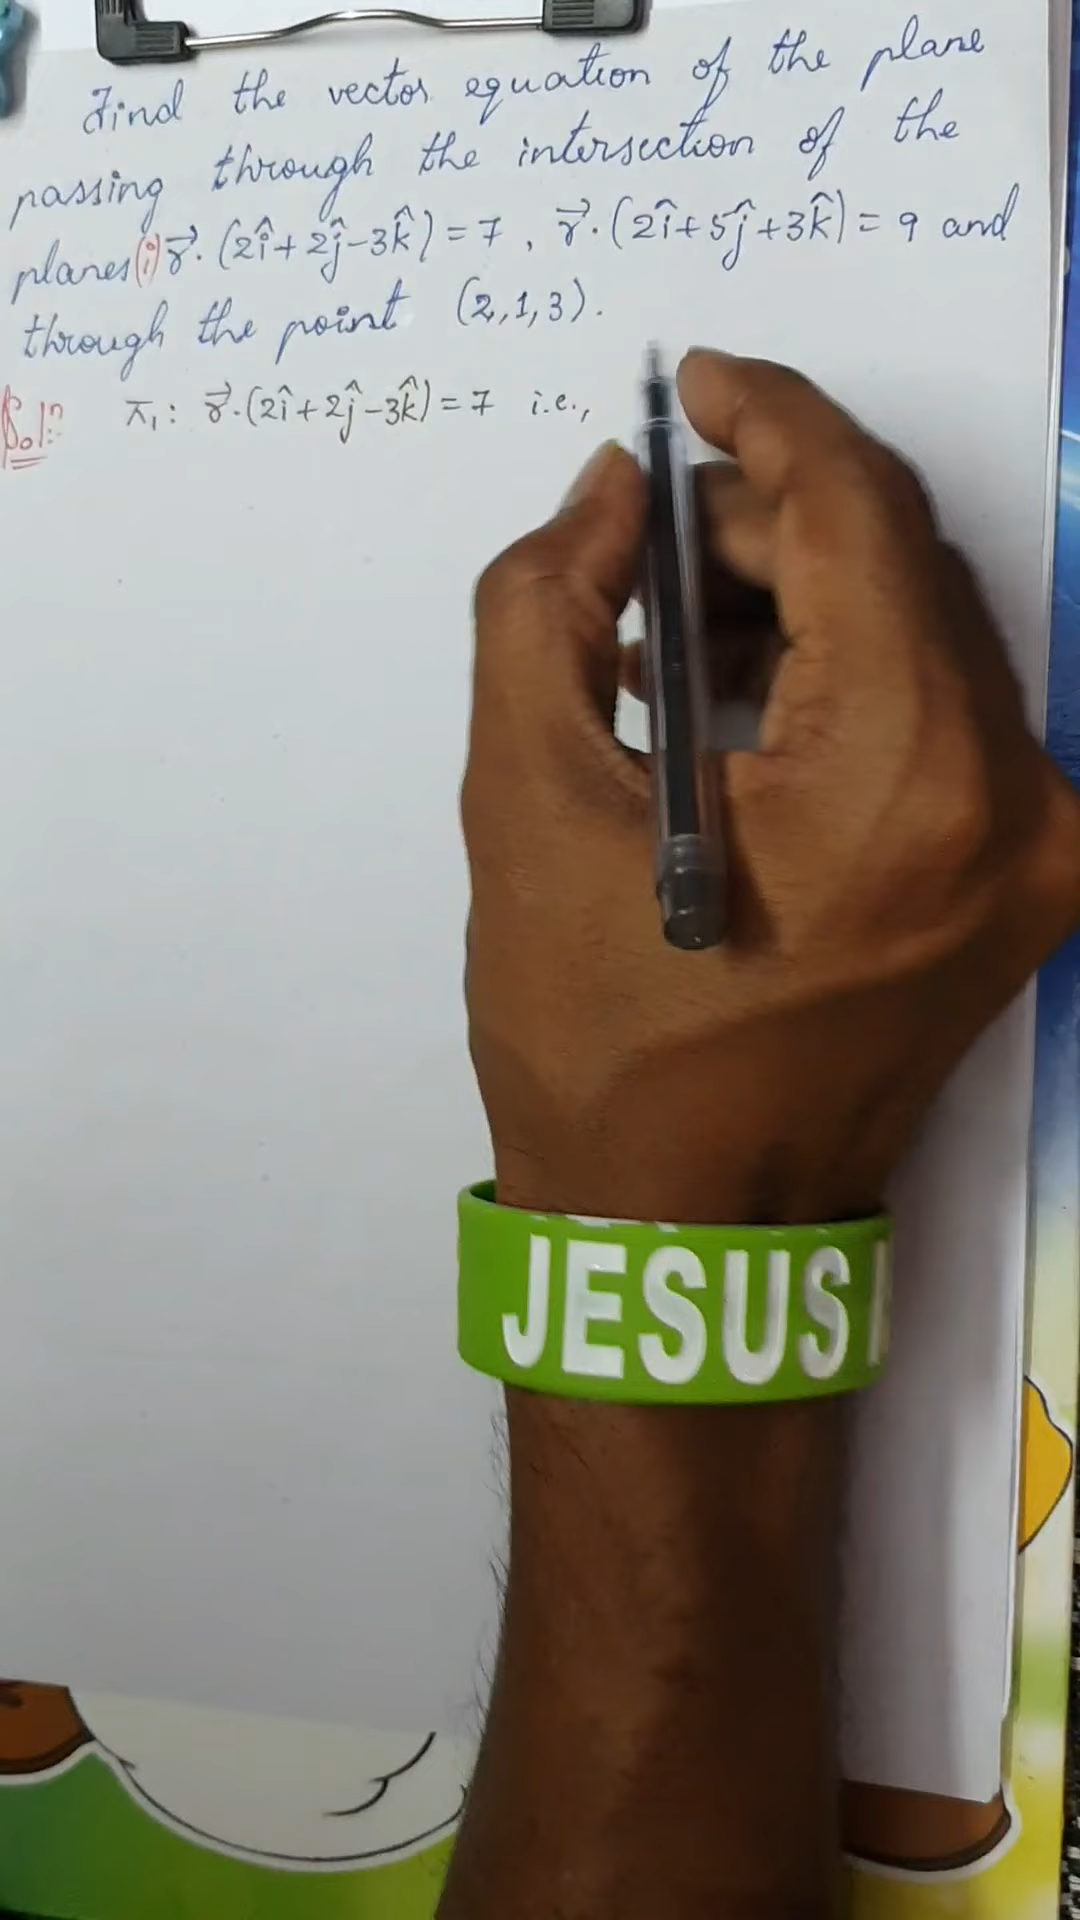 Find the vector equation of the plane
passing through the intersection of the
planes (i) r⃗·(2î+2ĵ−3k̂)=7, r⃗·(2î+5ĵ+3k̂)=9 and
through the point (2,1,3).
Solⁿ: π₁: r⃗·(2î+2ĵ−3k̂)=7 i.e.,
JESUS